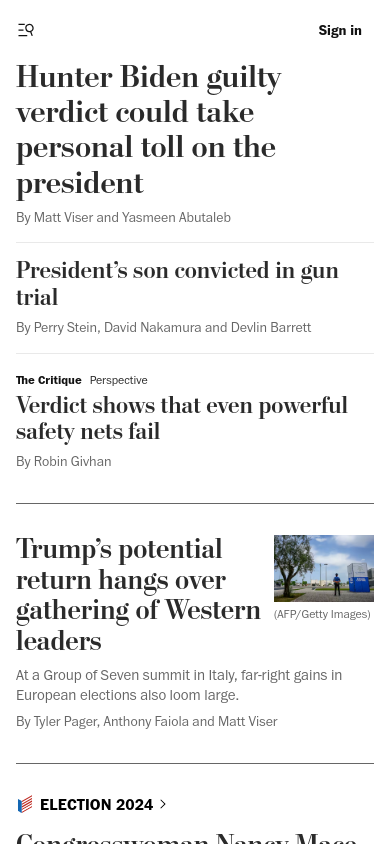 Sign in
Hunter Biden guilty
verdict could take
personal toll on the
president
By Matt Viser and Yasmeen Abutaleb
President’s son convicted in gun
trial
By Perry Stein, David Nakamura and Devlin Barrett
The Critique Perspective
Verdict shows that even powerful
safety nets fail
By Robin Givhan
Trump’s potential
return hangs over
gathering of Western
leaders
(AFP/Getty Images)
At a Group of Seven summit in Italy, far-right gains in
European elections also loom large.
By Tyler Pager, Anthony Faiola and Matt Viser
ELECTION 2024
Congresswoman Nancy Mace